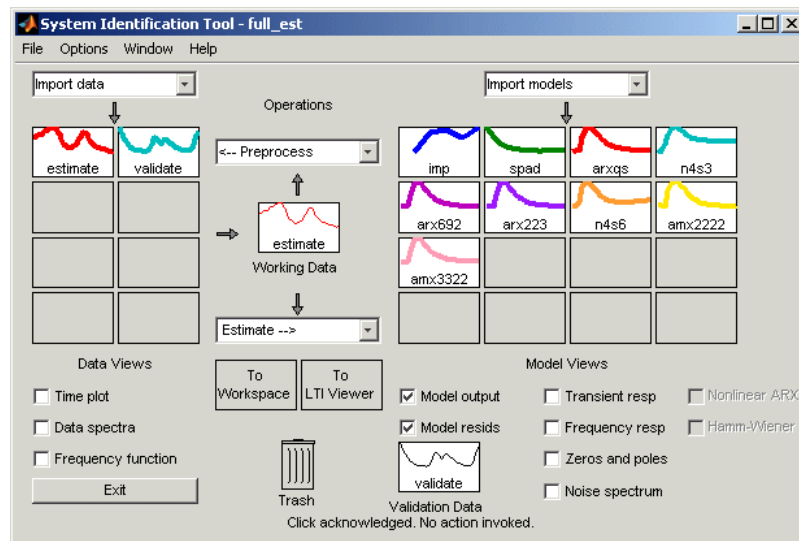 System Identification Tool - full_est
File Options Window Help
Import data
Import models
Operations
estimate validate
<-- Preprocess
imp spad arxqs n4s3
arx692 arx223 n4s6 amx2222
estimate
Working Data
amx3322
Estimate -->
Data Views
Model Views
To Workspace
To LTI Viewer
Time plot
Model output
Transient resp
Nonlinear ARX
Data spectra
Model resids
Frequency resp
Hamm-Wiener
Frequency function
Zeros and poles
validate
Exit
Trash
Noise spectrum
Validation Data
Click acknowledged. No action invoked.